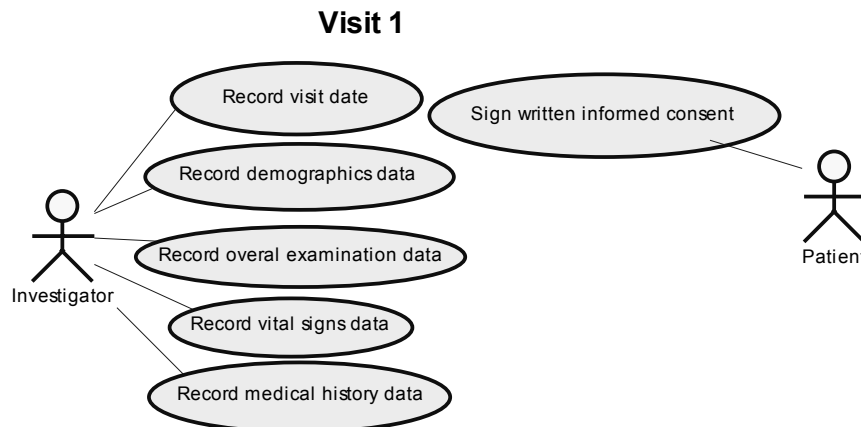 Visit 1
Record visit date
Sign written informed consent
Record demographics data
Record overal examination data
Investigator
Patient
Record vital signs data
Record medical history data